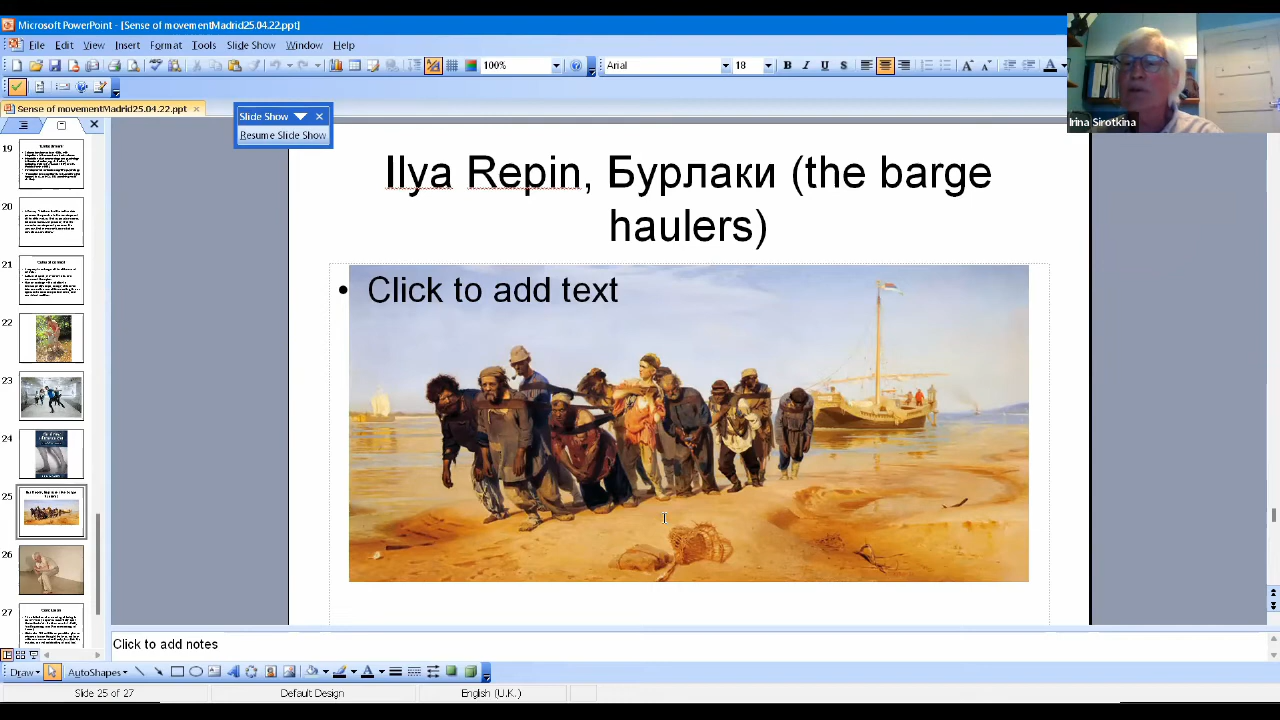 Microsoft PowerPoint - [Sense of movementMadrid25.04.22.ppt]
File Edit View Insert Format Tools Slide Show Window Help
100% Arial 18 B I U S A
Sense of movementMadrid25.04.22.ppt
Slide Show
Resume Slide Show
Irina Sirotkina
19
20
21
22
23
24
25
26
27
Ilya Repin, Бурлаки (the barge
haulers)
• Click to add text
Click to add notes
Draw AutoShapes
Slide 25 of 27 Default Design English (U.K.)